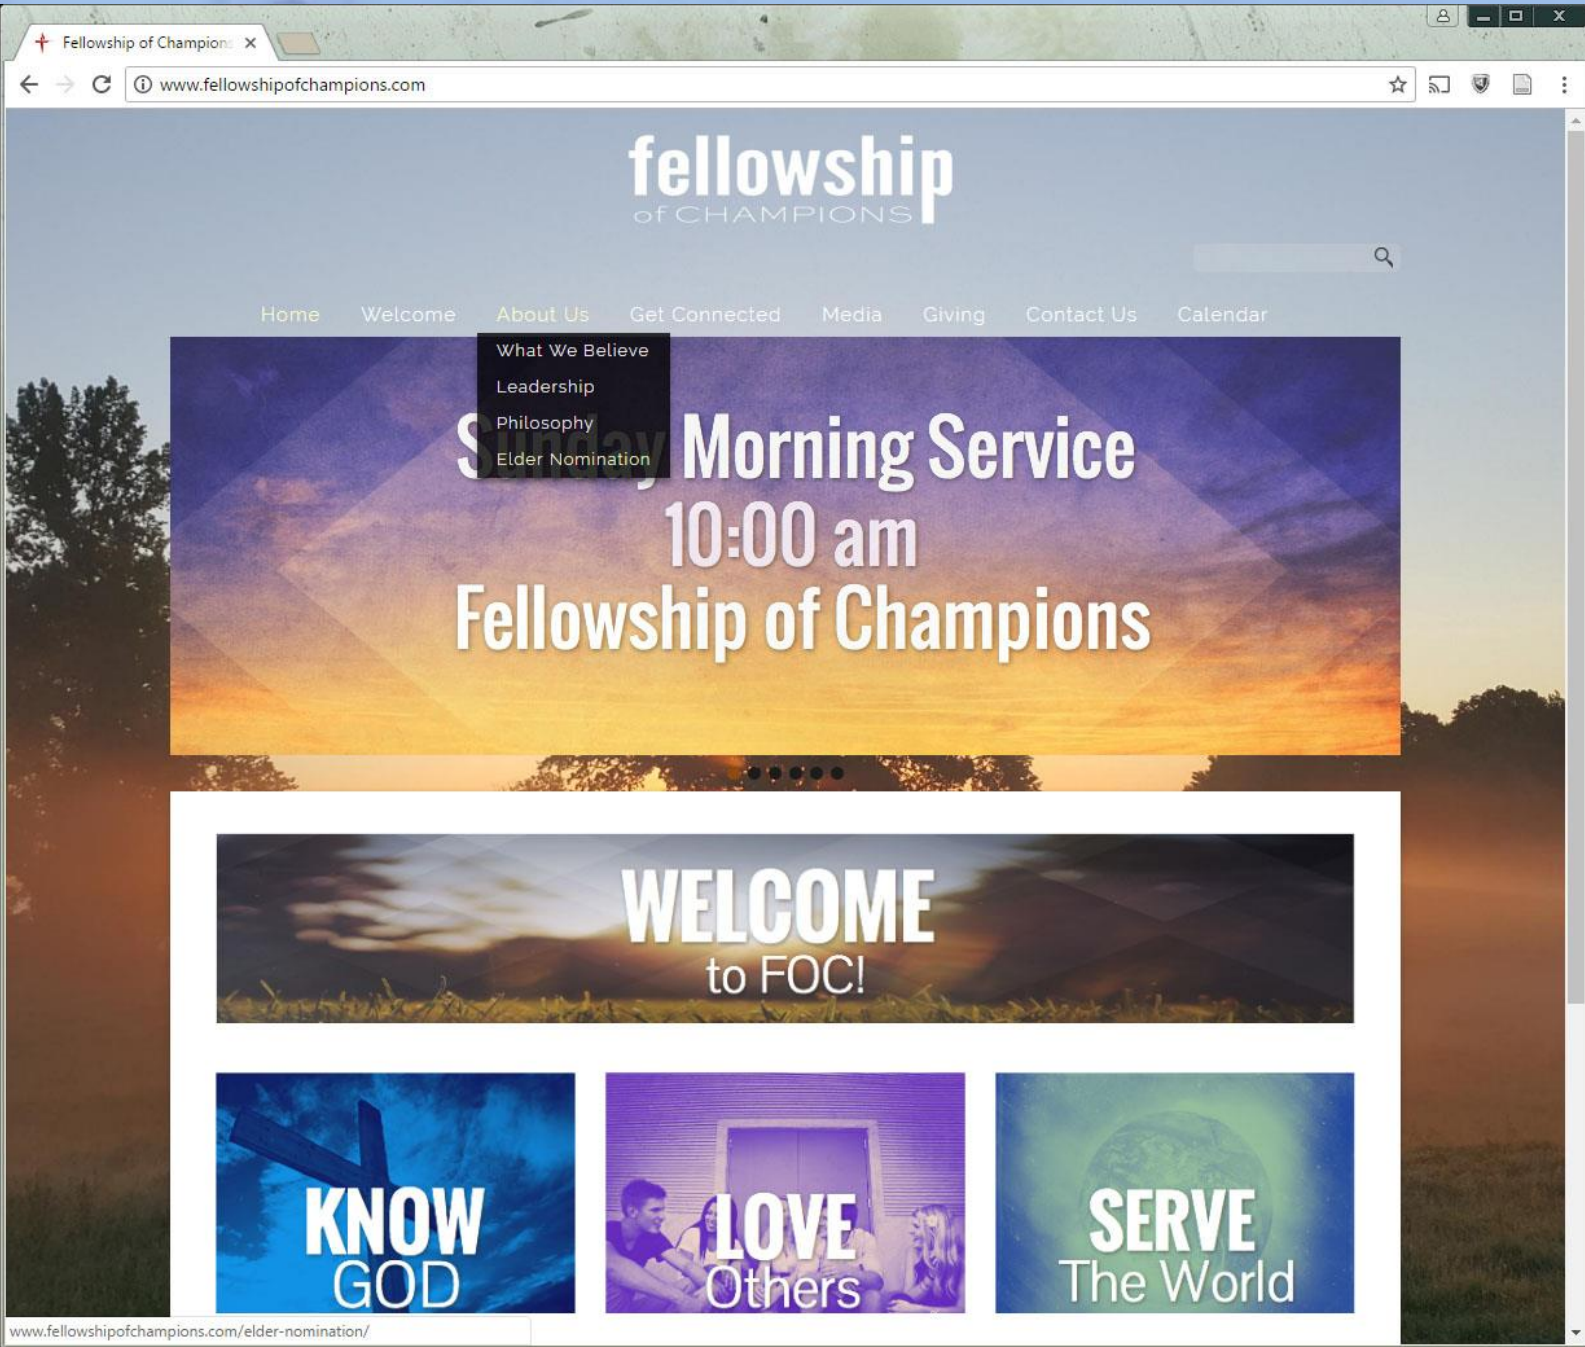 Fellowship of Champions
www.fellowshipofchampions.com
fellowship
of CHAMPIONS
Home Welcome About Us Get Connected Media Giving Contact Us Calendar
What We Believe
Leadership
Philosophy
Elder Nomination
Sunday Morning Service
10:00 am
Fellowship of Champions
WELCOME
to FOC!
KNOW
GOD
LOVE
Others
SERVE
The World
www.fellowshipofchampions.com/elder-nomination/